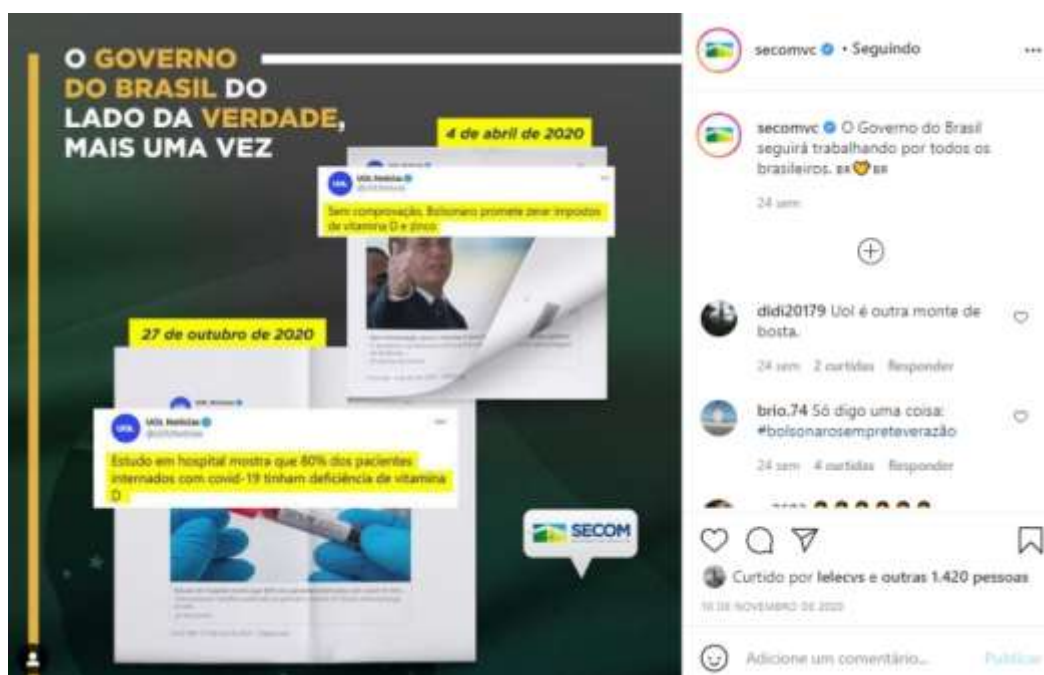 O GOVERNO
DO BRASIL DO
LADO DA VERDADE,
MAIS UMA VEZ
4 de abril de 2020
UOL
UOL Notícias
Sem comprovação, Bolsonaro promete zerar impostos
de vitamina D e zinco
27 de outubro de 2020
UOL
UOL Notícias
Estudo em hospital mostra que 80% dos pacientes
internados com covid-19 tinham deficiência de vitamina
D
SECOM
secomvc • Seguindo
secomvc O Governo do Brasil
seguirá trabalhando por todos os
brasileiros. BR BR
24 sem
didi20179 Uol é outra monte de
bosta.
24 sem 2 curtidas Responder
brio.74 Só digo uma coisa:
#bolsonarosempreteverazão
24 sem 4 curtidas Responder
Curtido por lelecvs e outras 1.420 pessoas
DE NOVEMBRO DE 2020
Adicione um comentário... Publicar